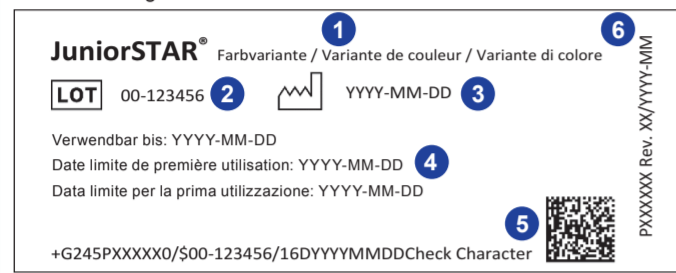 1
6
JuniorSTAR® Farbvariante / Variante de couleur / Variante di colore
LOT 00-123456 2 YYYY-MM-DD 3
Verwendbar bis: YYYY-MM-DD
Date limite de première utilisation: YYYY-MM-DD 4
Data limite per la prima utilizzazione: YYYY-MM-DD
5
+G245PXXXXX0/$00-123456/16DYYYYMMDDCheck Character
PXXXXXX Rev. XX/YYYY-MM